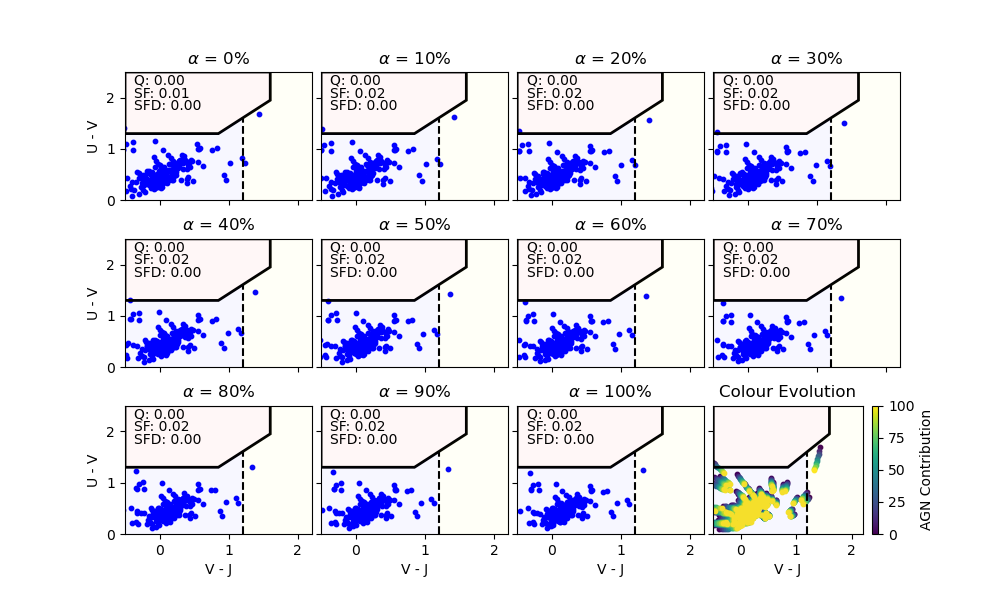 α = 0%
α = 10%
α = 20%
α = 30%
Q: 0.00
SF: 0.01
SFD: 0.00
Q: 0.00
SF: 0.02
SFD: 0.00
Q: 0.00
SF: 0.02
SFD: 0.00
Q: 0.00
SF: 0.02
SFD: 0.00
2
1
0
U - V
α = 40%
α = 50%
α = 60%
α = 70%
Q: 0.00
SF: 0.02
SFD: 0.00
Q: 0.00
SF: 0.02
SFD: 0.00
Q: 0.00
SF: 0.02
SFD: 0.00
Q: 0.00
SF: 0.02
SFD: 0.00
2
1
0
U - V
α = 80%
α = 90%
α = 100%
Colour Evolution
Q: 0.00
SF: 0.02
SFD: 0.00
Q: 0.00
SF: 0.02
SFD: 0.00
Q: 0.00
SF: 0.02
SFD: 0.00
2
1
0
U - V
0 1 2
V - J
0 1 2
V - J
0 1 2
V - J
0 1 2
V - J
100
75
50
25
0
AGN Contribution